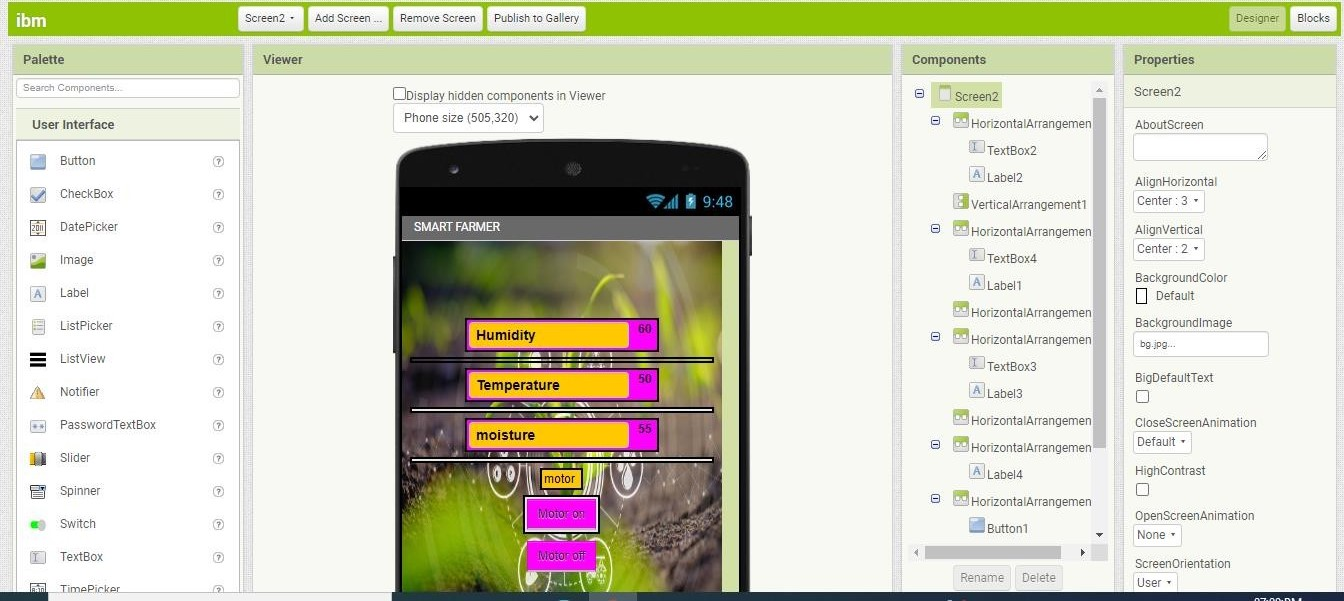 ibm
Screen2
Add Screen ...
Remove Screen
Publish to Gallery
Designer
Blocks
Palette
Search Components...
User Interface
Button
CheckBox
DatePicker
Image
Label
ListPicker
ListView
Notifier
PasswordTextBox
Slider
Spinner
Switch
TextBox
TimePicker
Viewer
Display hidden components in Viewer
Phone size (505,320)
9:48
SMART FARMER
Humidity 60
Temperature 50
moisture 55
motor
Motor on
Motor off
Components
Screen2
HorizontalArrangemen
TextBox2
Label2
VerticalArrangement1
HorizontalArrangemen
TextBox4
Label1
HorizontalArrangemen
HorizontalArrangemen
TextBox3
Label3
HorizontalArrangemen
HorizontalArrangemen
Label4
HorizontalArrangemen
Button1
Rename
Delete
Properties
Screen2
AboutScreen
AlignHorizontal
Center : 3
AlignVertical
Center : 2
BackgroundColor
Default
BackgroundImage
bg.jpg...
BigDefaultText
CloseScreenAnimation
Default
HighContrast
OpenScreenAnimation
None
ScreenOrientation
User